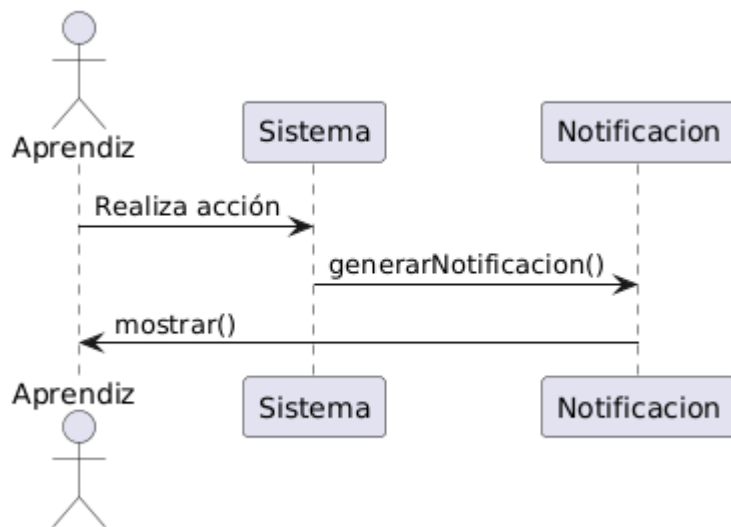 Aprendiz
Sistema
Notificacion
Realiza acción
generarNotificacion()
mostrar()
Aprendiz
Sistema
Notificacion